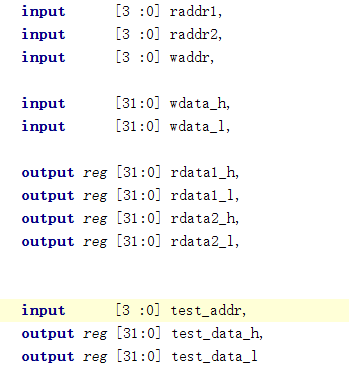 input [3 :0] raddr1,
input [3 :0] raddr2,
input [3 :0] waddr,
input [31:0] wdata_h,
input [31:0] wdata_l,
output reg [31:0] rdata1_h,
output reg [31:0] rdata1_l,
output reg [31:0] rdata2_h,
output reg [31:0] rdata2_l,
input [3 :0] test_addr,
output reg [31:0] test_data_h,
output reg [31:0] test_data_l